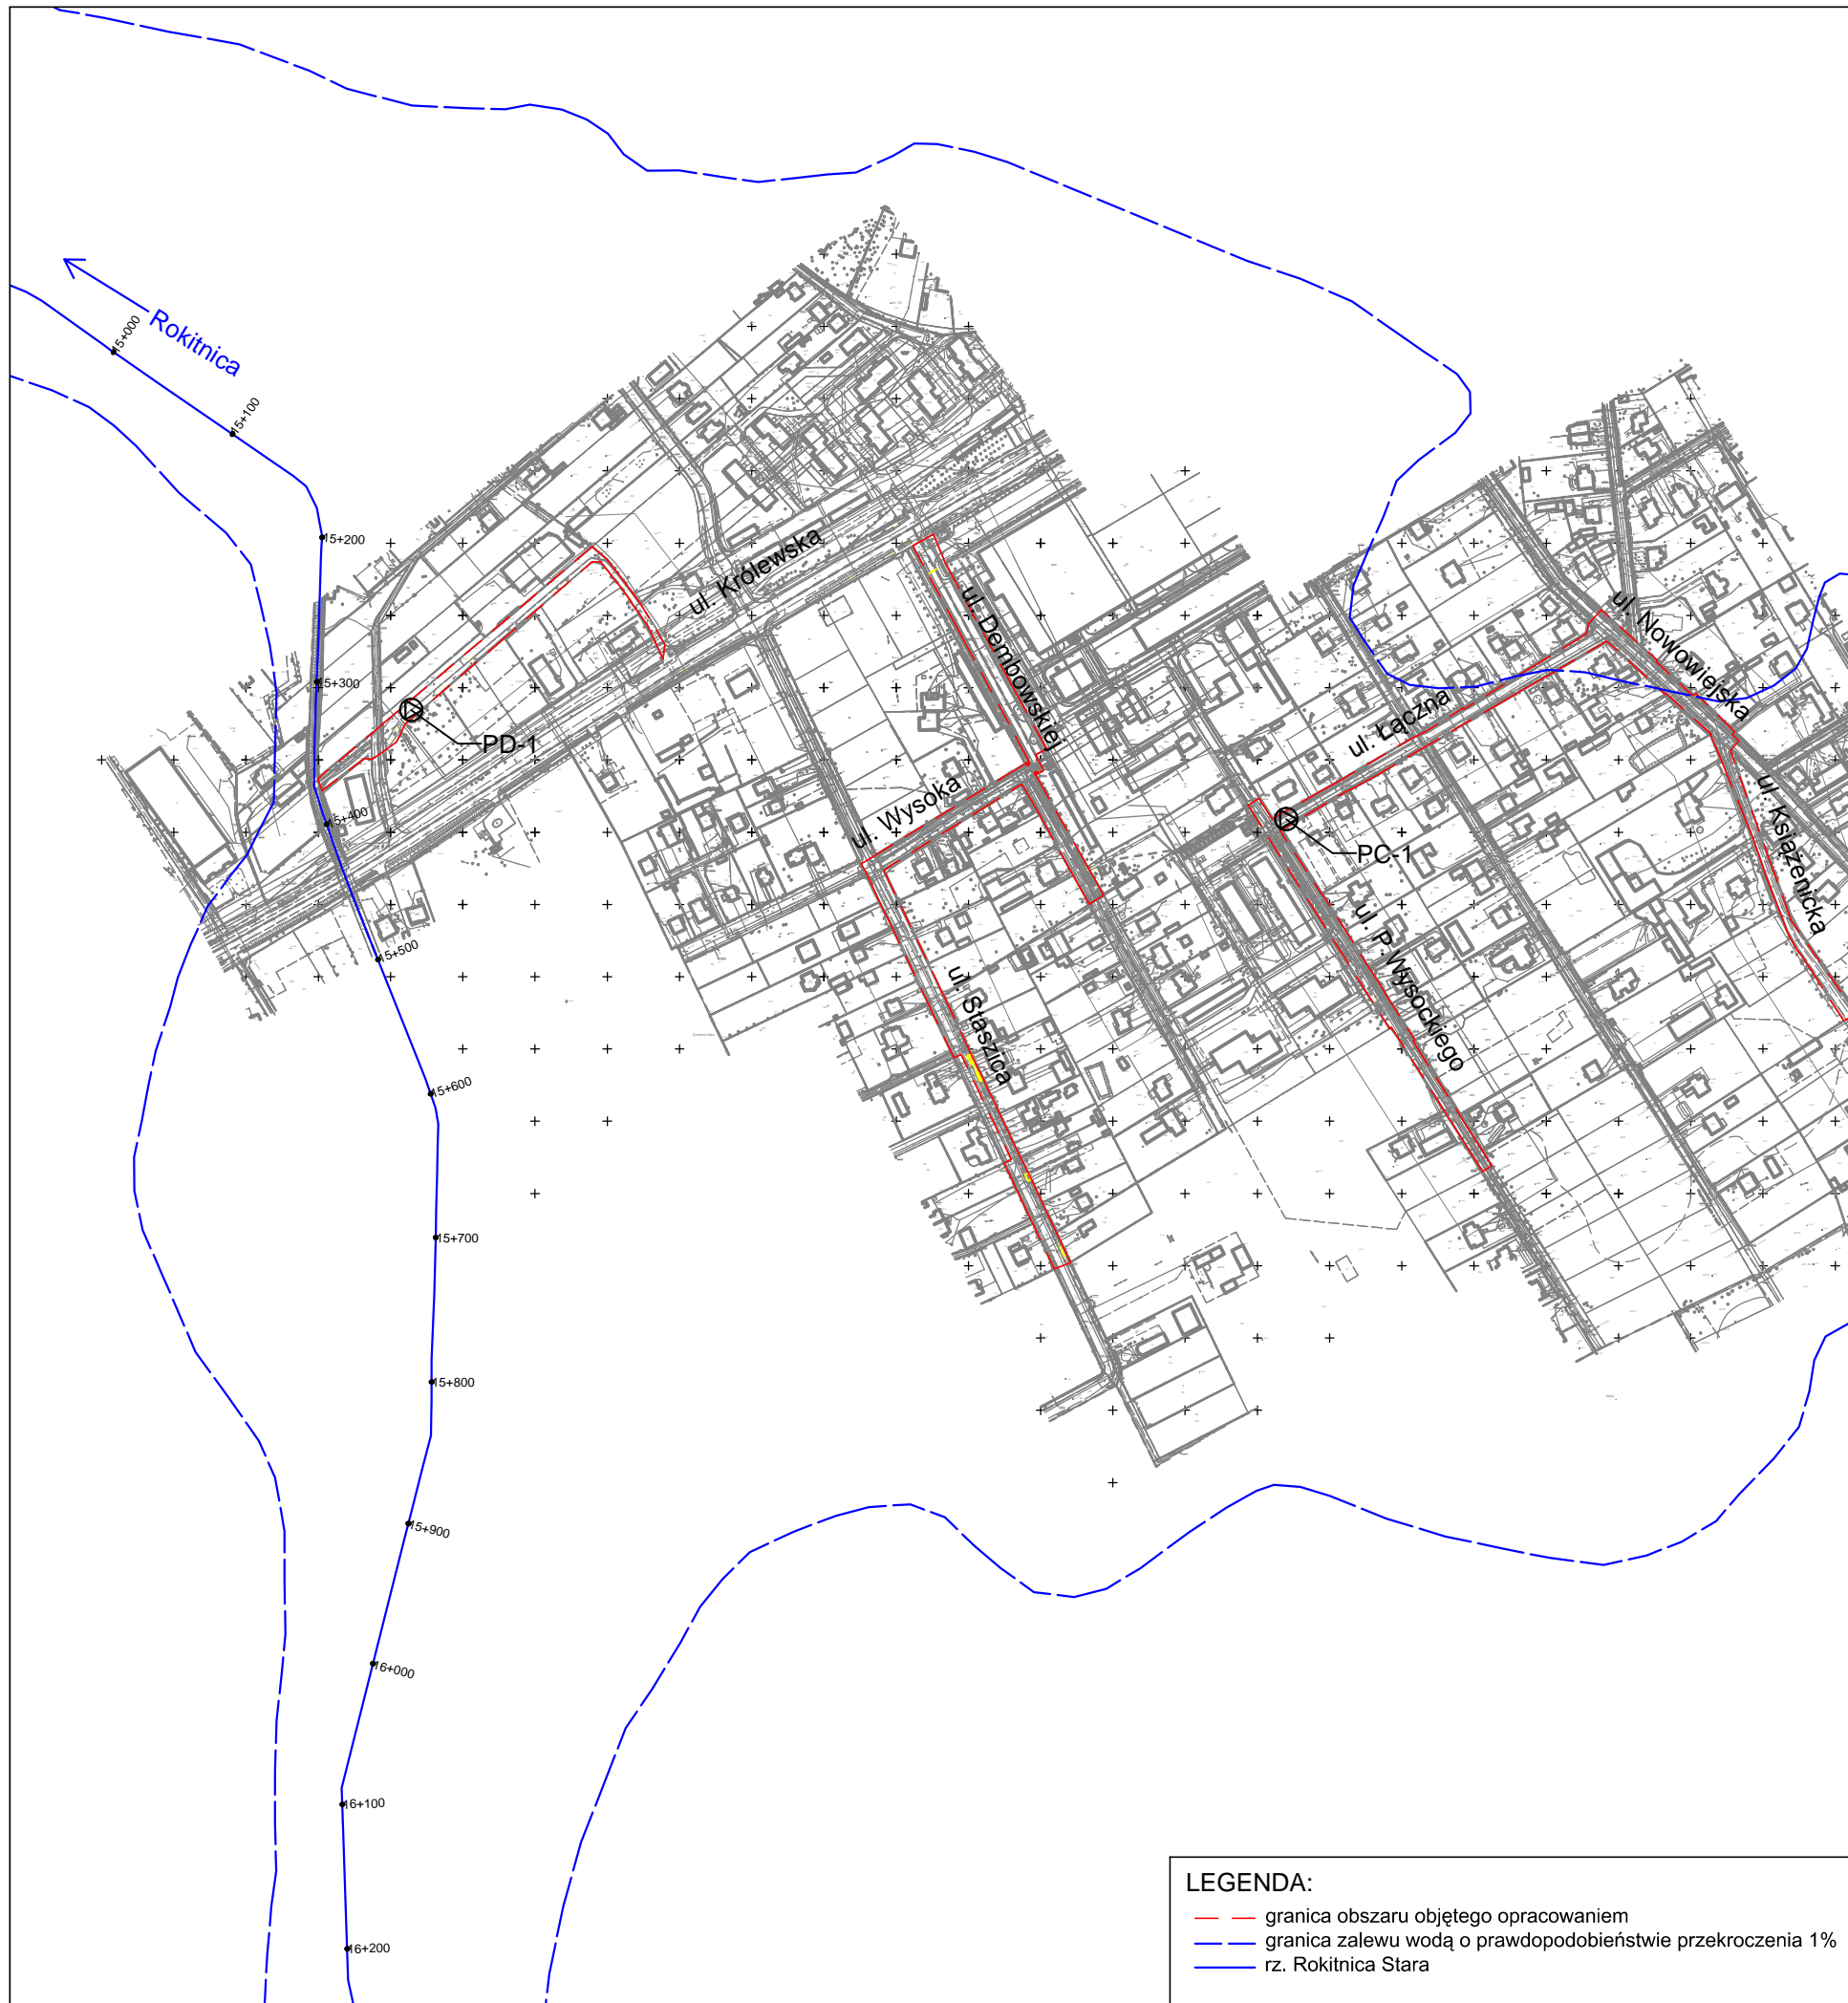 Rokitnica
15+000
15+100
15+200
15+300
15+400
15+500
15+600
15+700
15+800
15+900
16+000
16+100
16+200
PD-1
ul. Królewska
ul. Dembowskiej
ul. Wysoka
ul. Staszica
ul. Łączna
PC-1
ul. P. Wysockiego
ul. Nowowiejska
ul. Książenicka
LEGENDA:
granica obszaru objętego opracowaniem
granica zalewu wodą o prawdopodobieństwie przekroczenia 1%
rz. Rokitnica Stara